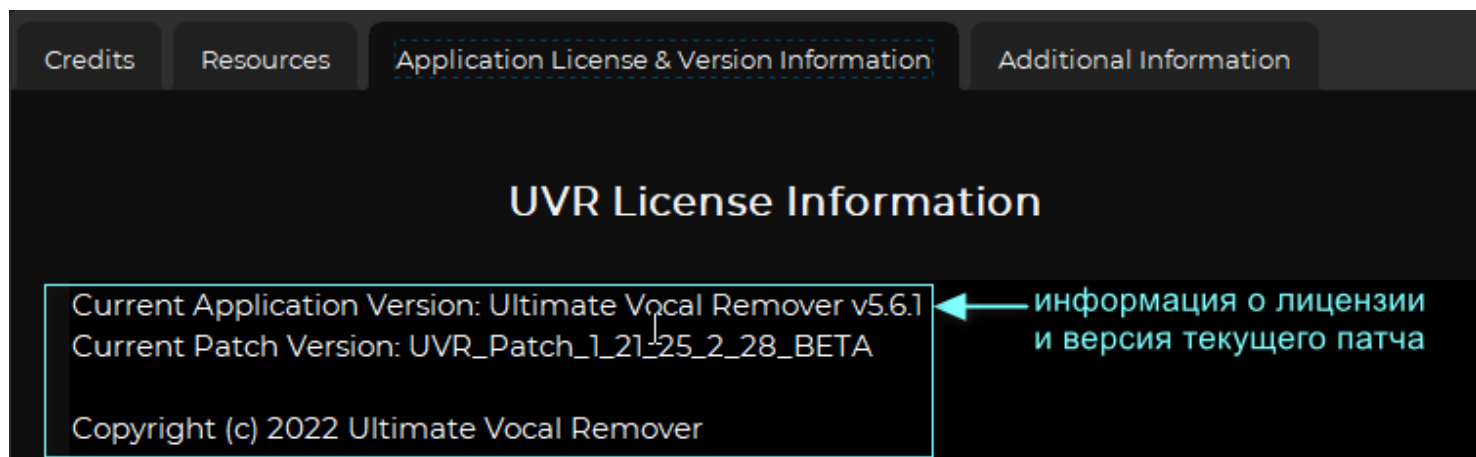 Credits Resources Application License & Version Information Additional Information
UVR License Information
Current Application Version: Ultimate Vocal Remover v5.6.1
Current Patch Version: UVR_Patch_1_21_25_2_28_BETA
информация о лицензии
и версия текущего патча
Copyright (c) 2022 Ultimate Vocal Remover